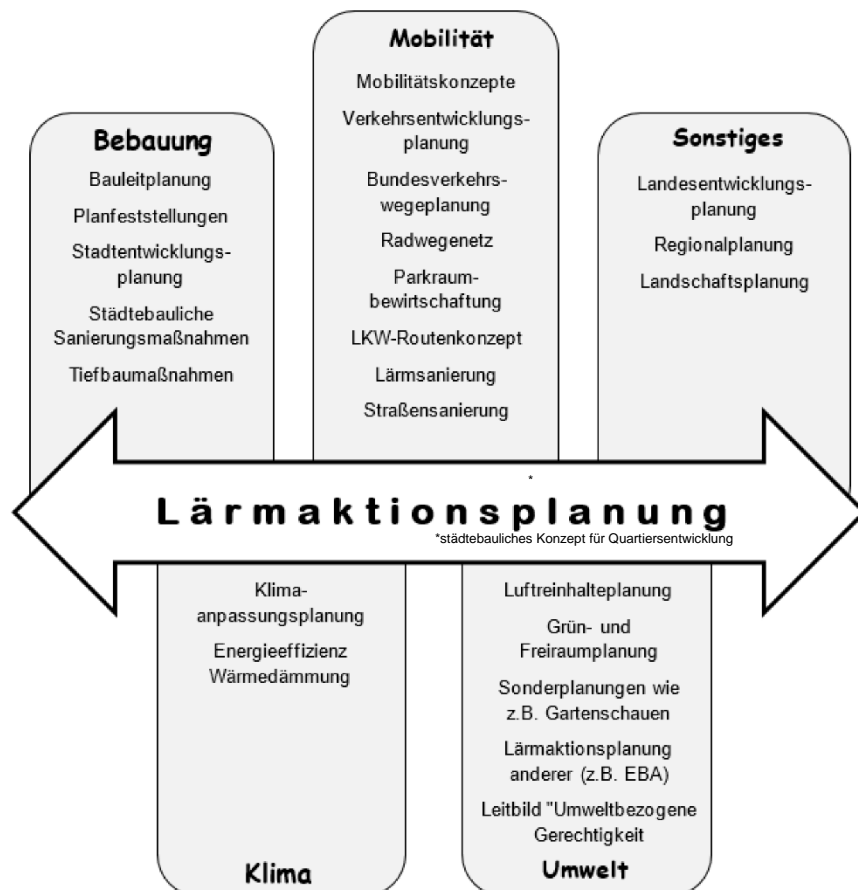 Mobilität
Mobilitätskonzepte
Verkehrsentwicklungs-
planung
Bundesverkehrs-
wegeplanung
Radwegenetz
Parkraum-
bewirtschaftung
LKW-Routenkonzept
Lärmsanierung
Straßensanierung
Bebauung
Bauleitplanung
Planfeststellungen
Stadtentwicklungs-
planung
Städtebauliche
Sanierungsmaßnahmen
Tiefbaumaßnahmen
Sonstiges
Landesentwicklungs-
planung
Regionalplanung
Landschaftsplanung
*
Lärmaktionsplanung
*städtebauliches Konzept für Quartiersentwicklung
Klima-
anpassungsplanung
Energieeffizienz
Wärmedämmung
Klima
Luftreinhalteplanung
Grün- und
Freiraumplanung
Sonderplanungen wie
z.B. Gartenschauen
Lärmaktionsplanung
anderer (z.B. EBA)
Leitbild "Umweltbezogene
Gerechtigkeit
Umwelt